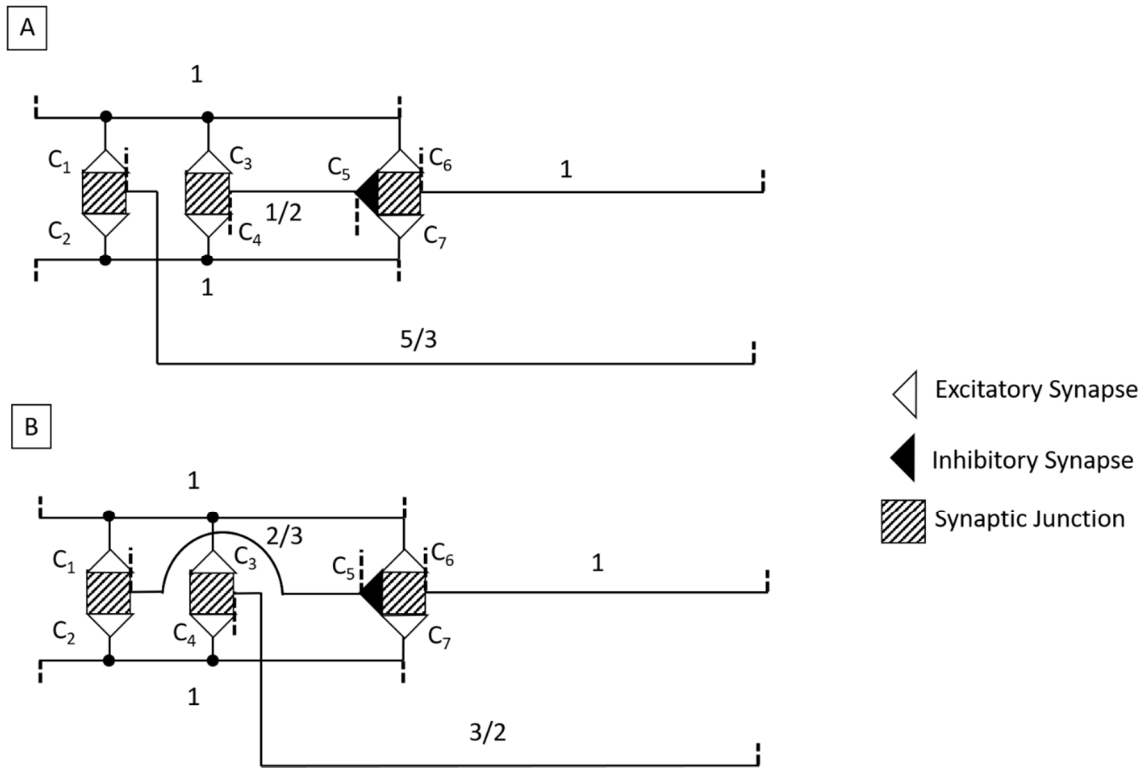 A
1
C1
C3
C5
C6
1
1/2
C2
C4
C7
1
5/3
Excitatory Synapse
B
Inhibitory Synapse
1
Synaptic Junction
2/3
C1
C3
C5
C6
1
C2
C4
C7
1
3/2